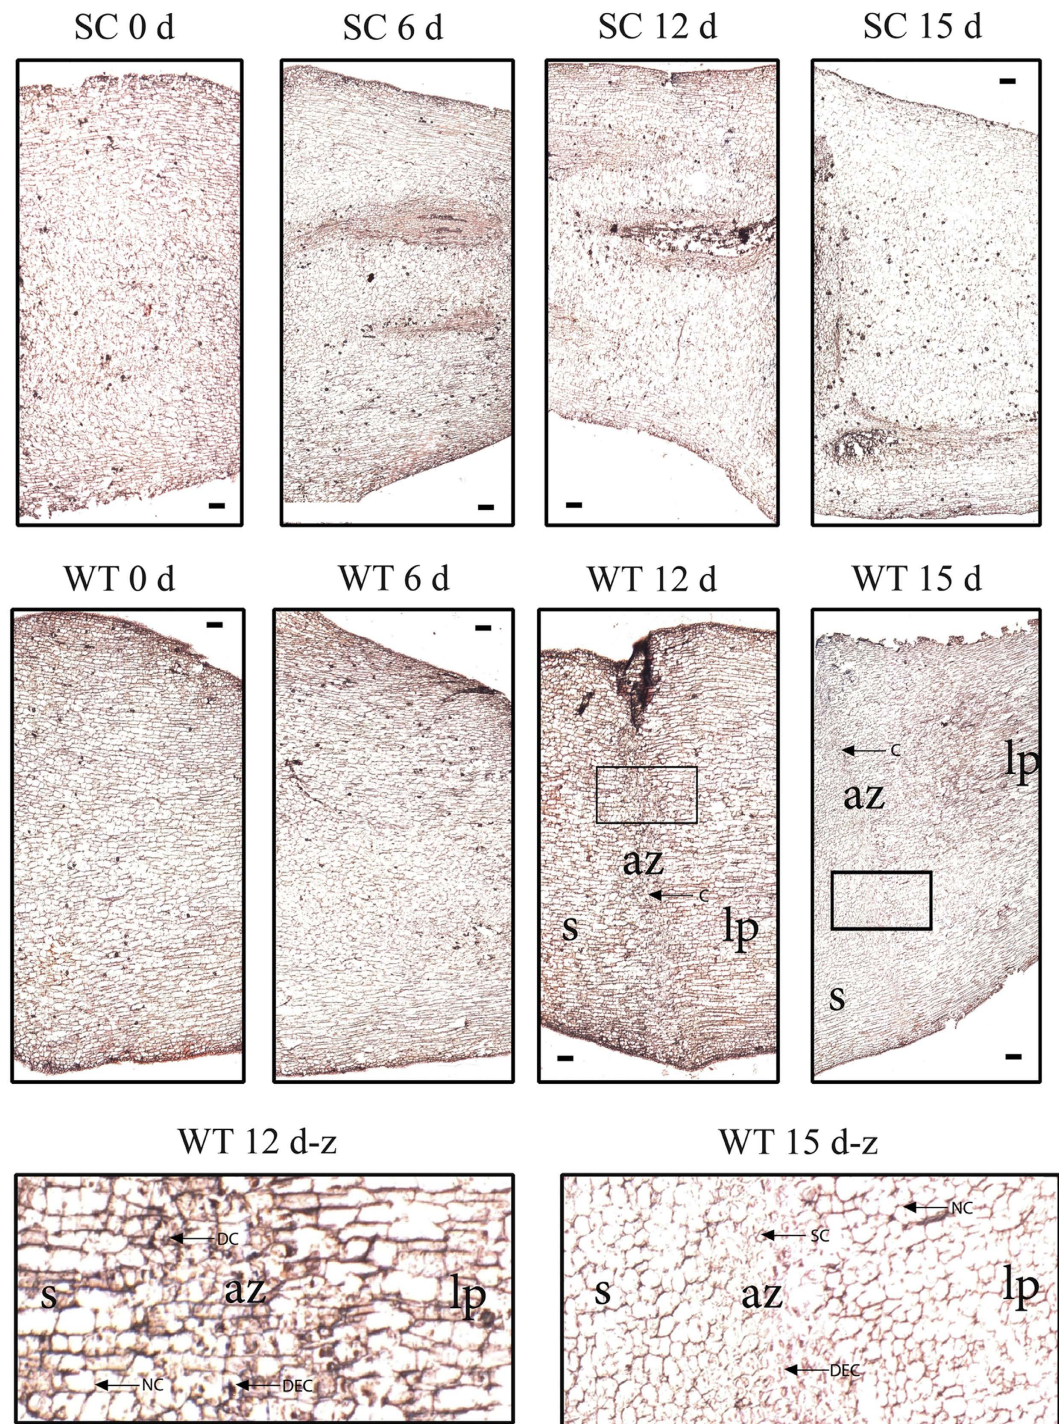 SC 0 d
SC 6 d
SC 12 d
SC 15 d
WT 0 d
WT 6 d
WT 12 d
WT 15 d
C
lp
az
az
C
s
lp
s
WT 12 d-z
WT 15 d-z
DC
s
az
lp
NC
DEC
NC
SC
s
az
lp
DEC